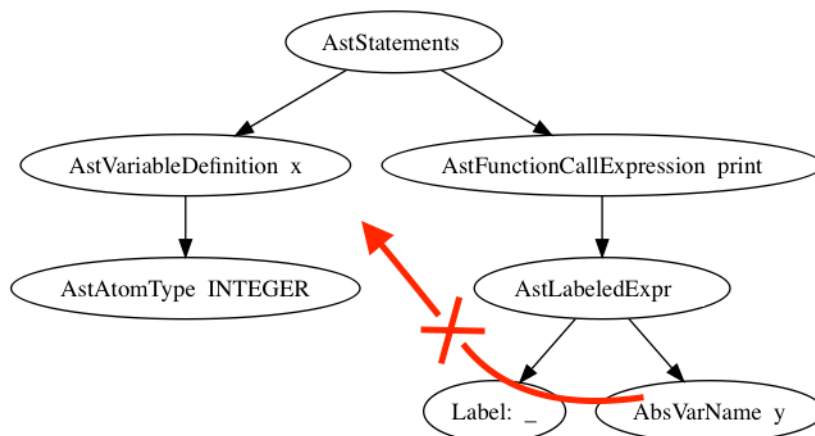 AstStatements
AstVariableDefinition x
AstFunctionCallExpression print
AstAtomType INTEGER
AstLabeledExpr
Label: _
AbsVarName y